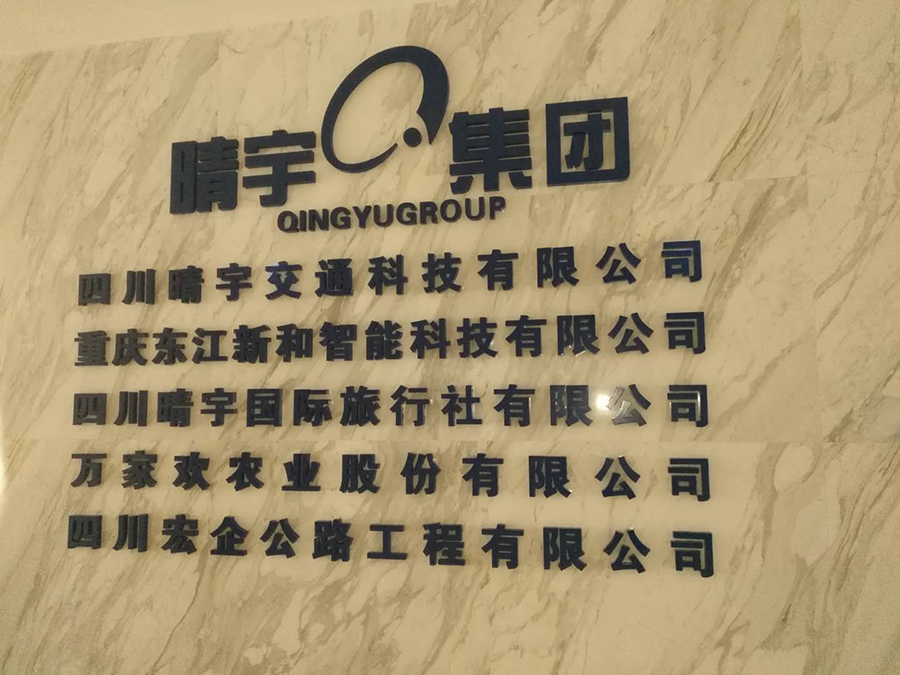 晴宇集团
QINGYUGROUP
四川晴宇交通科技有限公司
重庆东江新和智能科技有限公司
四川晴宇国际旅行社有限公司
万家欢农业股份有限公司
四川宏企公路工程有限公司